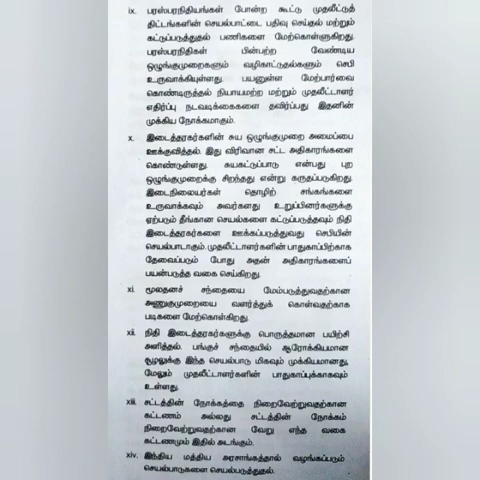 ix. பரஸ்பரநிதியங்கள் போன்ற கூட்டு முதலீட்டுத்
திட்டங்களின் செயல்பாட்டை பதிவு செய்தல் மற்றும்
கட்டுப்படுத்துதல் பணிகளை மேற்கொள்ளுகிறது.
பரஸ்பரநிதிகள் பின்பற்ற வேண்டிய
ஒழுங்குமுறைகளும் வழிகாட்டுதல்களும் செபி
உருவாக்கியுள்ளது. பயனுள்ள மேற்பார்வை
கொண்டிருத்தல் நியாயமற்ற மற்றும் முதலீட்டாளர்
எதிர்ப்பு நடவடிக்கைகளை தவிர்ப்பது இதனின்
முக்கிய நோக்கமாகும்.
x. இடைத்தரகர்களின் சுய ஒழுங்குமுறை அமைப்பை
ஊக்குவித்தல். இது விரிவான சட்ட அதிகாரங்களை
கொண்டுள்ளது. சுயகட்டுப்பாடு என்பது புற
ஒழுங்குமுறைக்கு சிறந்தது என்று கருதப்படுகிறது.
இடைநிலையர்கள் தொழிற் சங்கங்களை
உருவாக்கவும் அவர்களது உறுப்பினர்களுக்கு
ஏற்படும் தீங்கான செயல்களை கட்டுப்படுத்தவும் நிதி
இடைத்தரகர்களை ஊக்கப்படுத்துவது செபியின்
செயல்பாடாகும். முதலீட்டாளர்களின் பாதுகாப்பிற்காக
தேவைப்படும் போது அதன் அதிகாரங்களைப்
பயன்படுத்த வகை செய்கிறது.
xi. மூலதனச் சந்தையை மேம்படுத்துவதற்கான
அணுகுமுறையை வளர்த்துக் கொள்வதற்காக
படிகளை மேற்கொள்கிறது.
xii. நிதி இடைத்தரகர்களுக்கு பொருத்தமான பயிற்சி
அளித்தல். பங்குச் சந்தையில் ஆரோக்கியமான
சூழலுக்கு இந்த செயல்பாடு மிகவும் முக்கியமானது,
மேலும் முதலீட்டாளர்களின் பாதுகாப்புக்காகவும்
உள்ளது.
xiii. சட்டத்தின் நோக்கத்தை நிறைவேற்றுவதற்கான
கட்டணம் அல்லது சட்டத்தின் நோக்கம்
நிறைவேற்றுவதற்கான வேறு எந்த வகை
கட்டணமும் இதில் அடங்கும்.
xiv. இந்திய மத்திய அரசாங்கத்தால் வழங்கப்படும்
செயல்பாடுகளை செயல்படுத்துதல்.